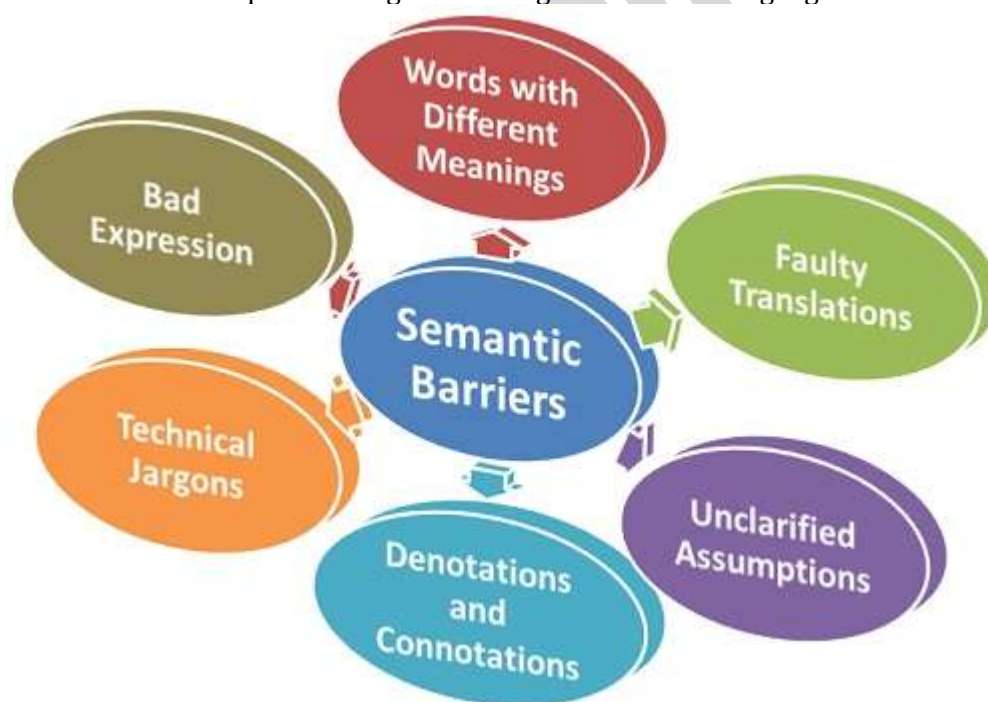 Words with
Different
Meanings
Bad
Expression
Faulty
Translations
Semantic
Barriers
Technical
Jargons
Unclarified
Assumptions
Denotations
and
Connotations